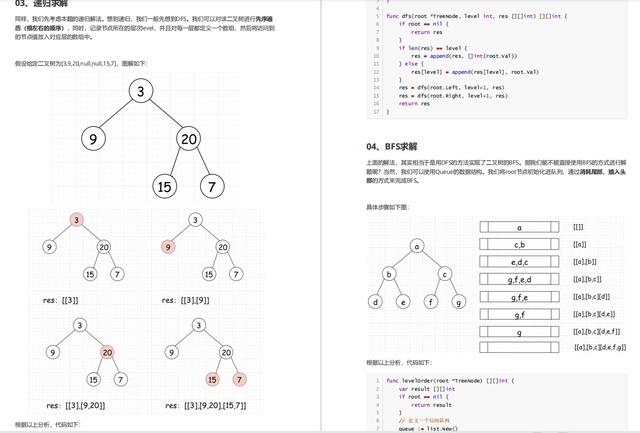 03、递归求解
同样，我们先考虑本题的递归解法。想到递归，我们一般先想到DFS。我们可以对该二叉树进行先序遍
历（根左右的顺序），同时，记录节点所在的层次level，并且对每一层都定义一个数组，然后将访问到
的节点值放入对应层的数组中。
假设给定二叉树为[3,9,20,null,null,15,7]，图解如下：
3
9
20
15
7
3
9
20
15
7
res：[[3]]
3
9
20
15
7
res：[[3],[9]]
3
9
20
15
7
res：[[3],[9,20]]
3
9
20
15
7
res：[[3],[9,20],[15,7]]
根据以上分析，代码如下：
5 func dfs(root *TreeNode, level int, res [][]int) [][]int {
6 if root == nil {
7 return res
8 }
9 if len(res) == level {
10 res = append(res, []int{root.Val})
11 } else {
12 res[level] = append(res[level], root.Val)
13 }
14 res = dfs(root.Left, level+1, res)
15 res = dfs(root.Right, level+1, res)
16 return res
17 }
04、BFS求解
上面的解法，其实相当于是用DFS的方法实现了二叉树的BFS。那我们能不能直接使用BFS的方式进行解
题呢？当然，我们可以使用Queue的数据结构。我们将root节点初始化进队列，通过消耗尾部，插入头
部的方式来完成BFS。
具体步骤如下图：
a
b
c
d
e
f
g
a [[]]
c,b [[a]]
e,d,c [[a],[b]]
g,f,e,d [[a],[b,c]]
g,f,e [[a],[b,c][d]]
g,f [[a],[b,c][d,e]]
g [[a],[b,c][d,e,f]]
[[a],[b,c][d,e,f,g]
根据以上分析，代码如下：
1 func levelOrder(root *TreeNode) [][]int {
2 var result [][]int
3 if root == nil {
4 return result
5 }
6 // 定义一个双向队列
7 queue := list.New()